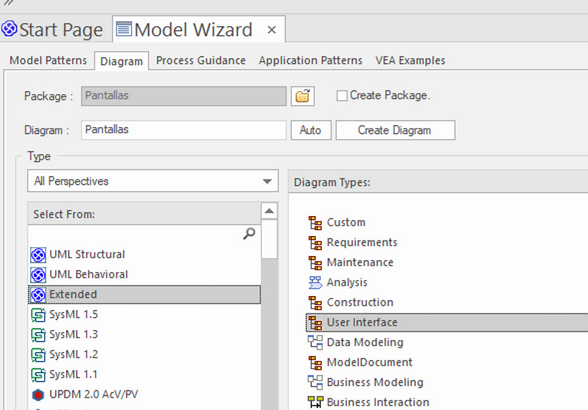 Start Page
Model Wizard
Model Patterns
Diagram
Process Guidance
Application Patterns
VEA Examples
Package :
Pantallas
Create Package.
Diagram :
Pantallas
Auto
Create Diagram
Type
All Perspectives
Diagram Types:
Select From:
UML Structural
UML Behavioral
Extended
SysML 1.5
SysML 1.3
SysML 1.2
SysML 1.1
UPDM 2.0 AcV/PV
Custom
Requirements
Maintenance
Analysis
Construction
User Interface
Data Modeling
ModelDocument
Business Modeling
Business Interaction